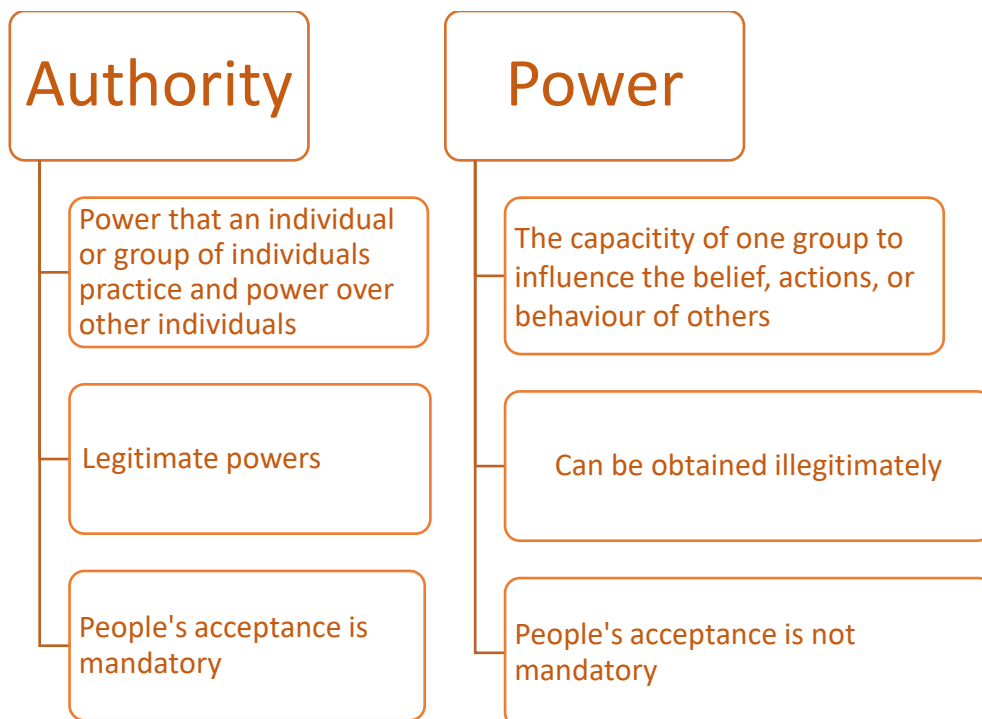 Authority
Power that an individual
or group of individuals
practice and power over
other individuals
Legitimate powers
People's acceptance is
mandatory
Power
The capacitity of one group to
influence the belief, actions, or
behaviour of others
Can be obtained illegitimately
People's acceptance is not
mandatory